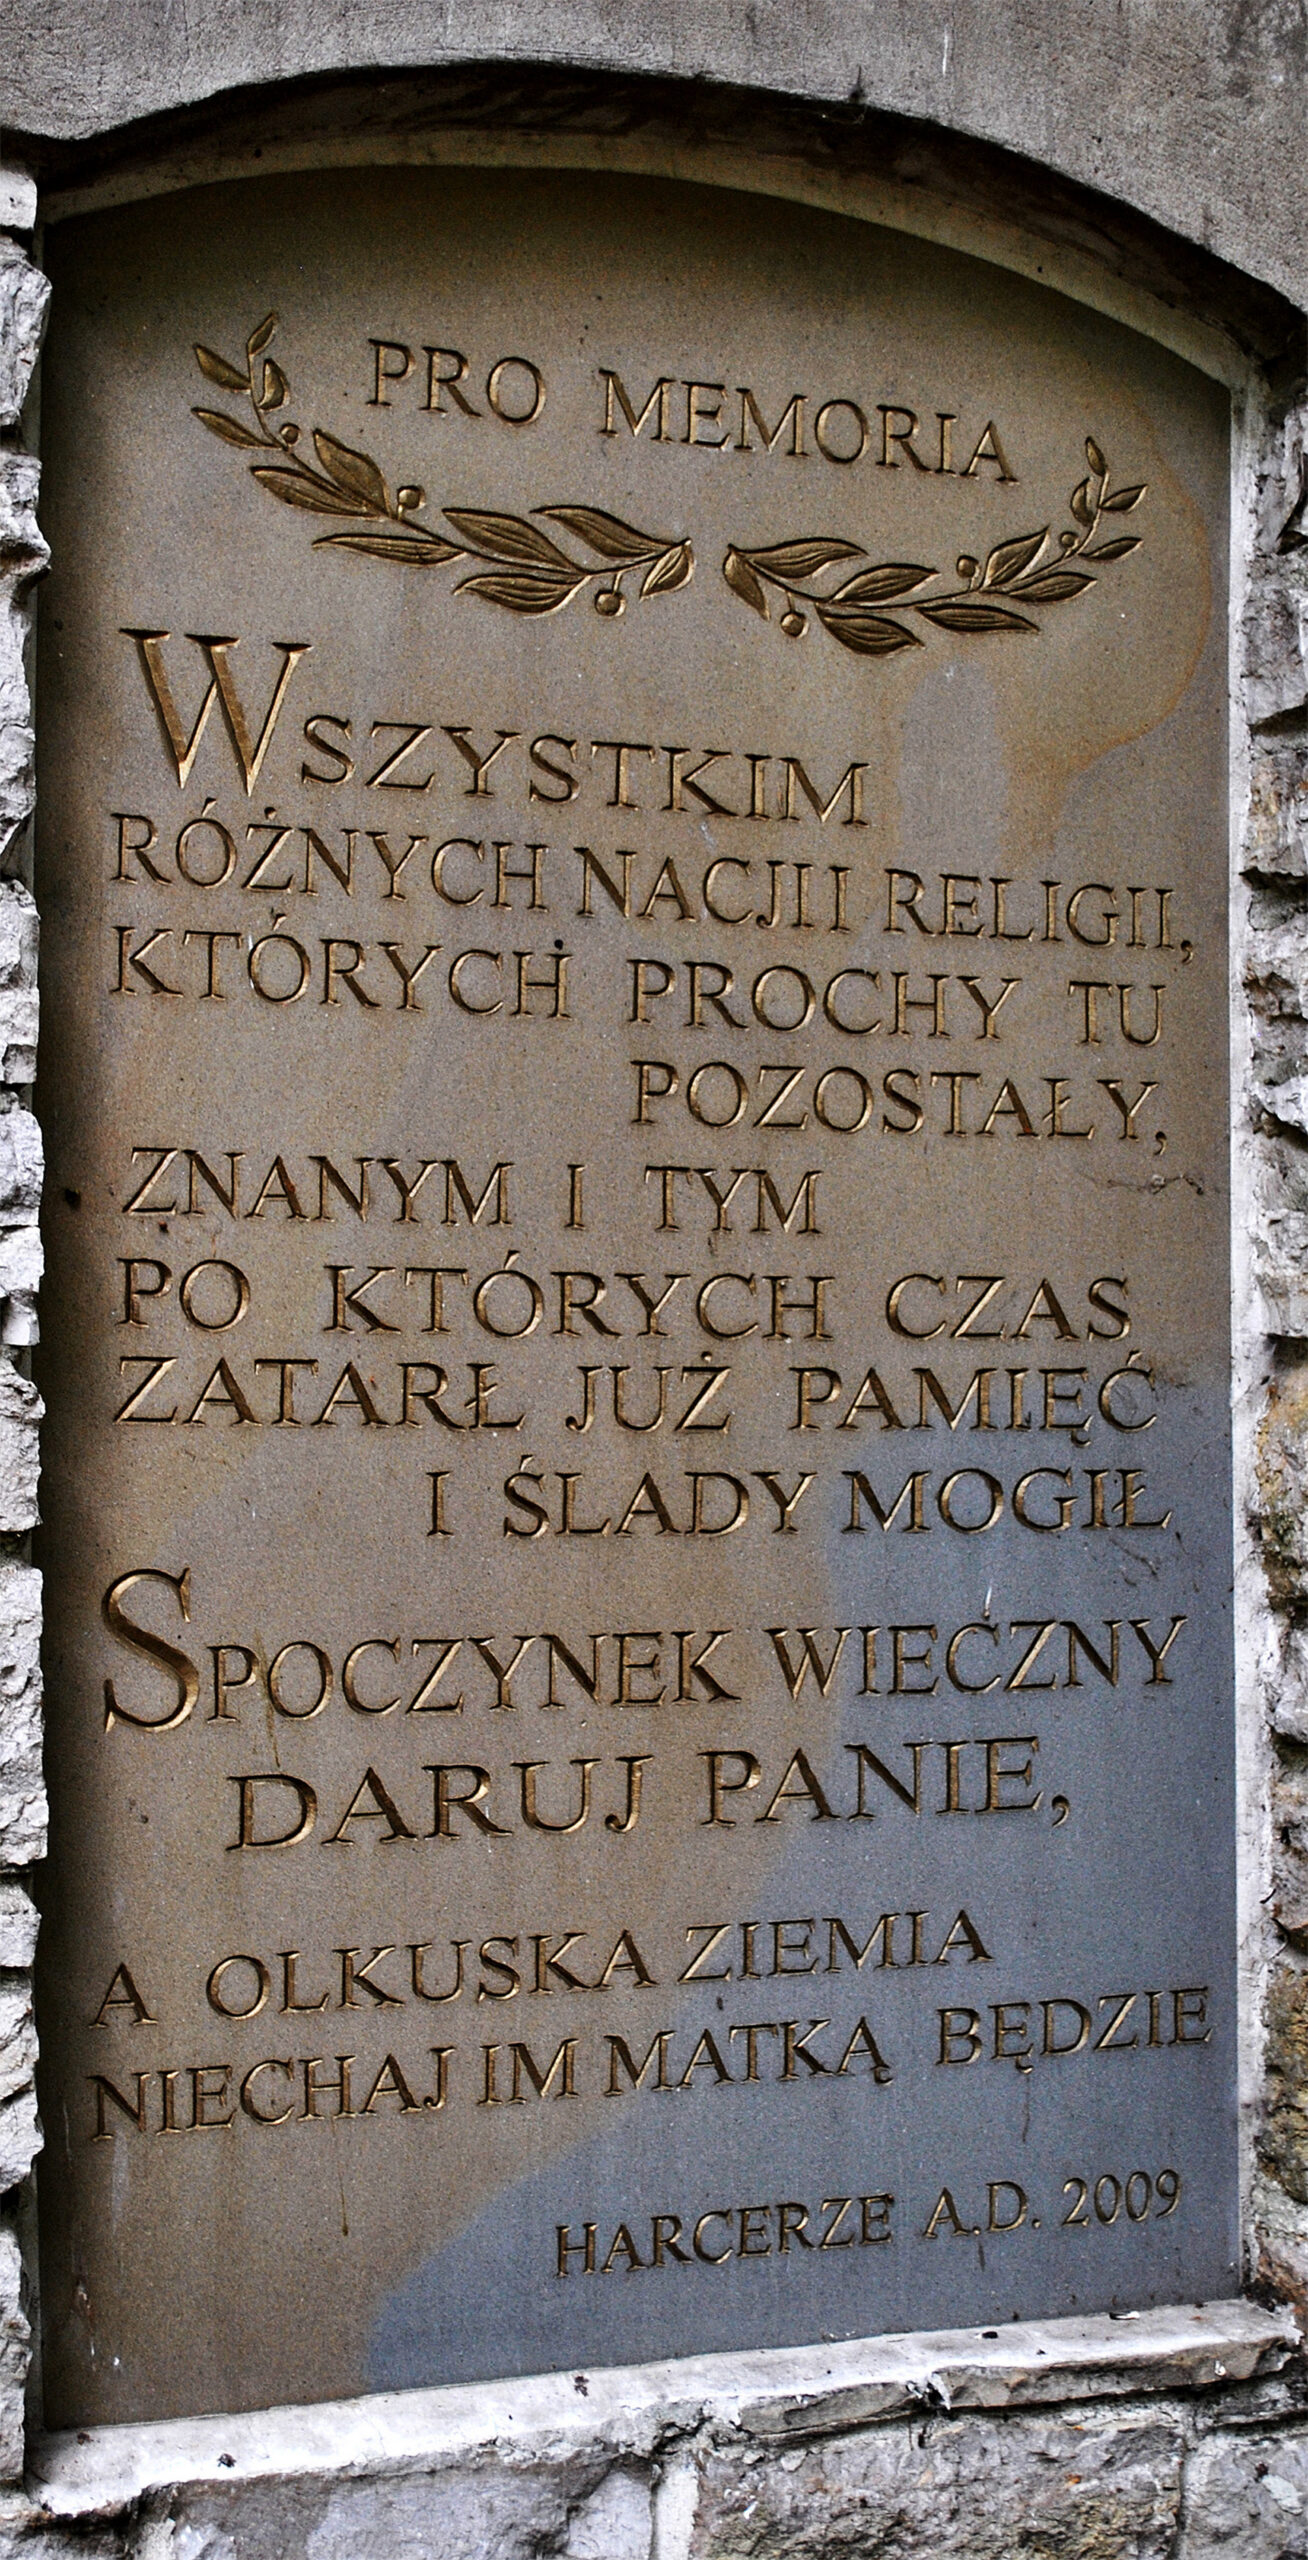 PRO MEMORIA
WSZYSTKIM
RÓŻNYCH NACJII RELIGII,
KTÓRYCH PROCHY TU
POZOSTAŁY,
ZNANYM I TYM
PO KTÓRYCH CZAS
ZATARŁ JUŻ PAMIĘĆ
I ŚLADY MOGIŁ
SPOCZYNEK WIECZNY
DARUJ PANIE,
A OLKUSKA ZIEMIA
NIECHAJ IM MATKĄ BĘDZIE
HARCERZE A.D. 2009